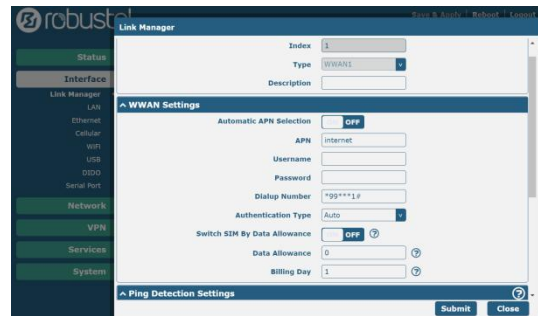 robustel
Save & Apply | Reboot | Logout
Link Manager
Status
Interface
Link Manager
LAN
Ethernet
Cellular
WiFi
USB
DIDO
Serial Port
Network
VPN
Services
System
Index 1
Type WWAN1 v
Description
^ WWAN Settings
Automatic APN Selection OFF
APN internet
Username
Password
Dialup Number *99***1#
Authentication Type Auto v
Switch SIM By Data Allowance OFF ?
Data Allowance 0 ?
Billing Day 1 ?
^ Ping Detection Settings ?
Submit Close